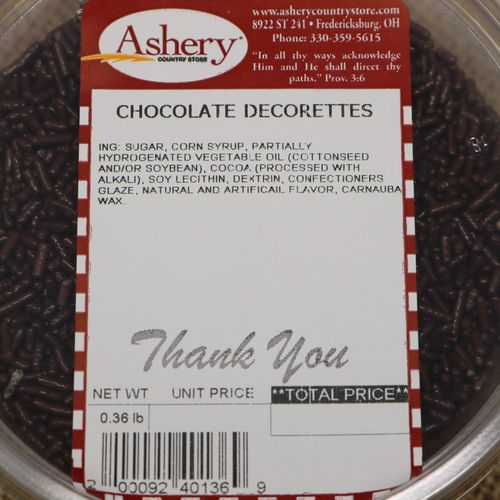 www.asherycountrystore.com
8922 ST 241 • Fredericksburg, OH
Phone: 330-359-5615
"In all thy ways acknowledge
Him and He shall direct thy
paths." Prov. 3:6
Ashery
COUNTRY STORE
CHOCOLATE DECORETTES
ING: SUGAR, CORN SYRUP, PARTIALLY
HYDROGENATED VEGETABLE OIL (COTTONSEED
AND/OR SOYBEAN), COCOA (PROCESSED WITH
ALKALI), SOY LECITHIN, DEXTRIN, CONFECTIONERS
GLAZE, NATURAL AND ARTIFICAIL FLAVOR, CARNAUBA
WAX.
Thank You
NET WT UNIT PRICE **TOTAL PRICE**
0.36 lb
2 00092 40136 9